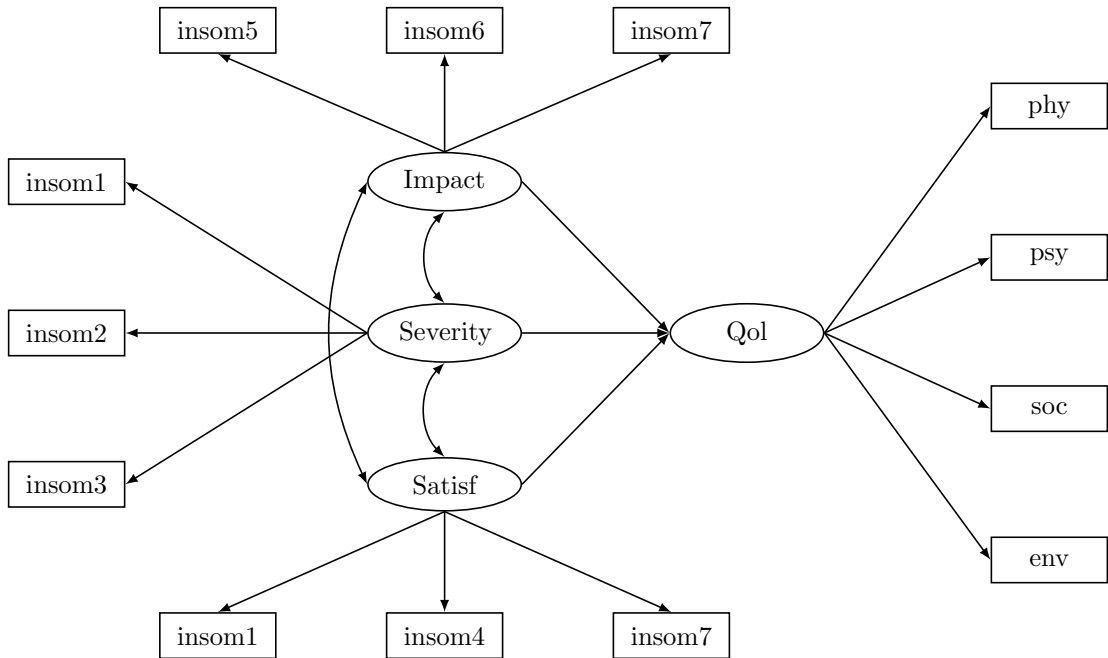 insom5
insom6
insom7
phy
insom1
Impact
psy
insom2
Severity
Qol
soc
insom3
Satisf
env
insom1
insom4
insom7